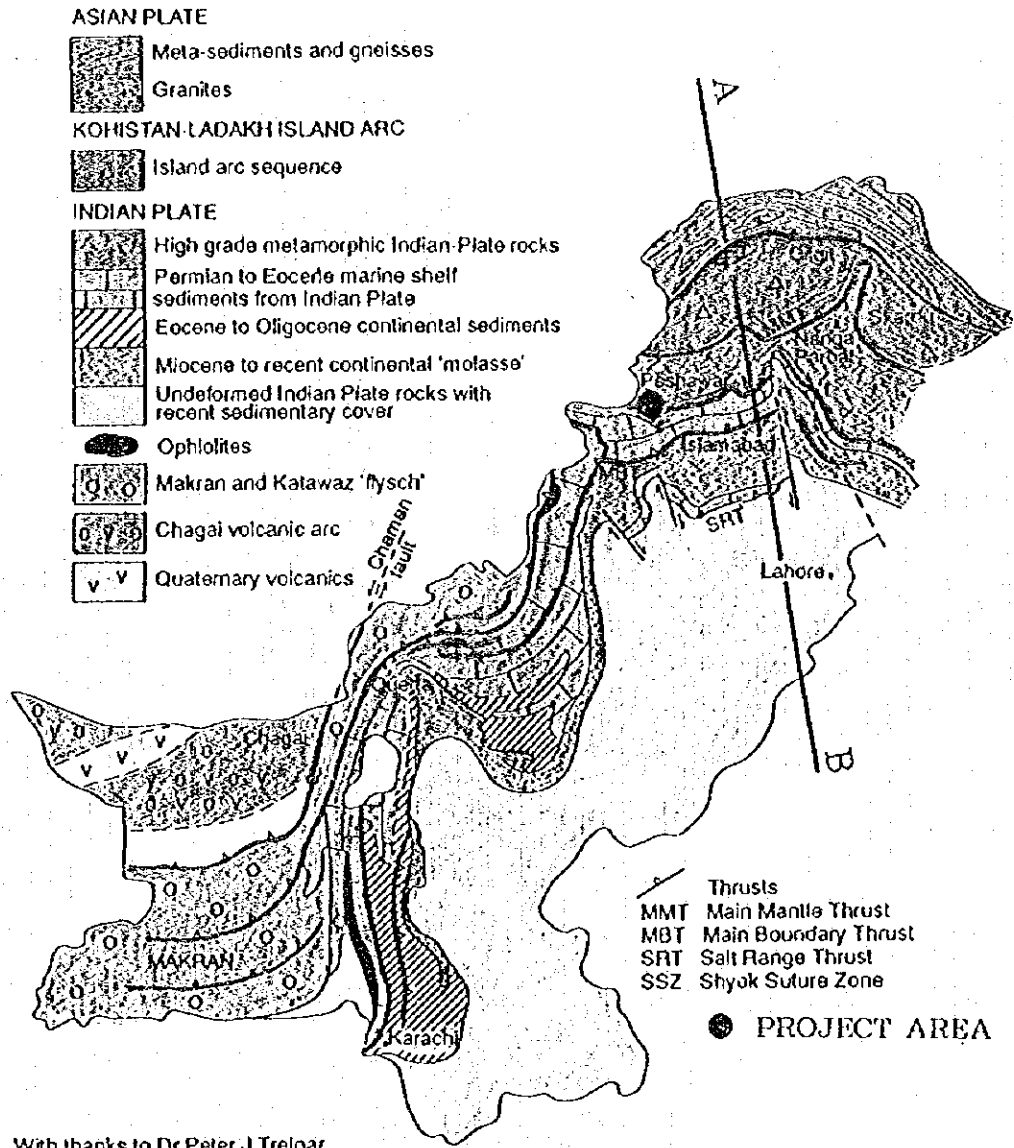 ASIAN PLATE
Meta-sediments and gneisses
Granites
KOHISTAN-LADAKH ISLAND ARC
Island arc sequence
INDIAN PLATE
High grade metamorphic Indian-Plate rocks
Permian to Eocene marine shelf
sediments from Indian Plate
Eocene to Oligocene continental sediments
Miocene to recent continental 'molasse'
Undeformed Indian Plate rocks with
recent sedimentary cover
Ophiolites
Makran and Katawaz 'flysch'
Chagai volcanic arc
Quaternary volcanics
A
Gilgit
Skardu
Nanga
Parbat
Peshawar
Islamabad
MBT
SRT
Lahore
Chaman
fault
Quetta
Chagai
B
MAKRAN
Karachi
Thrusts
MMT Main Mantle Thrust
MBT Main Boundary Thrust
SRT Salt Range Thrust
SSZ Shyok Suture Zone
PROJECT AREA
With thanks to Dr Peter J Treloar